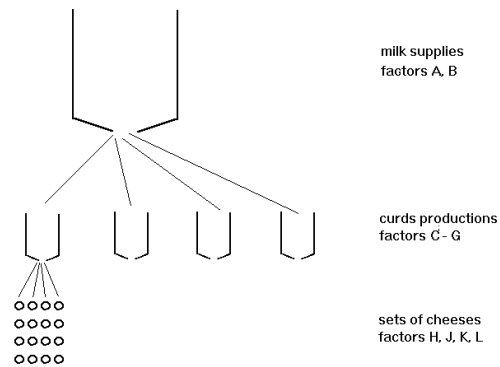 milk supplies
factors A, B
curds productions
factors C - G
sets of cheeses
factors H, J, K, L